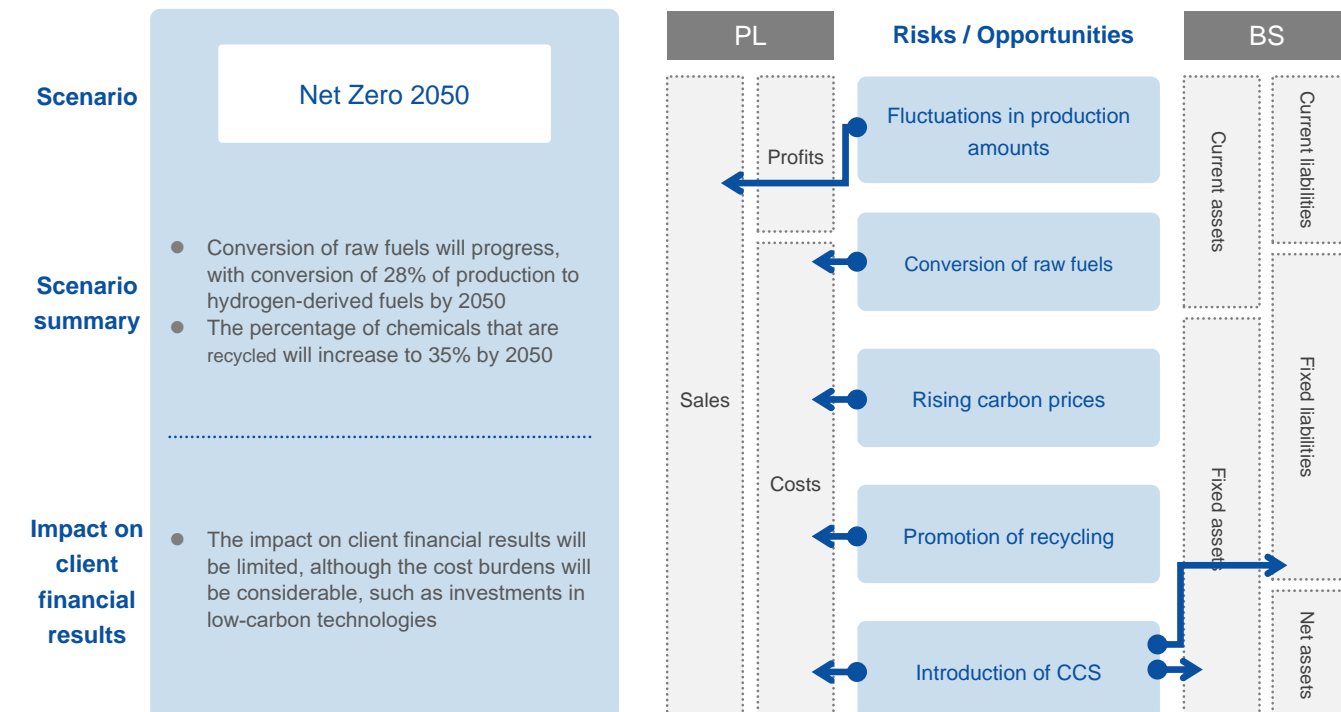 Scenario
Net Zero 2050
Scenario
summary
● Conversion of raw fuels will progress,
with conversion of 28% of production to
hydrogen-derived fuels by 2050
● The percentage of chemicals that are
recycled will increase to 35% by 2050
Impact on
client
financial
results
● The impact on client financial results will
be limited, although the cost burdens will
be considerable, such as investments in
low-carbon technologies
PL
Risks / Opportunities
BS
Sales
Profits
Costs
Fluctuations in production
amounts
Conversion of raw fuels
Rising carbon prices
Promotion of recycling
Introduction of CCS
Current assets
Fixed assets
Current liabilities
Fixed liabilities
Net assets